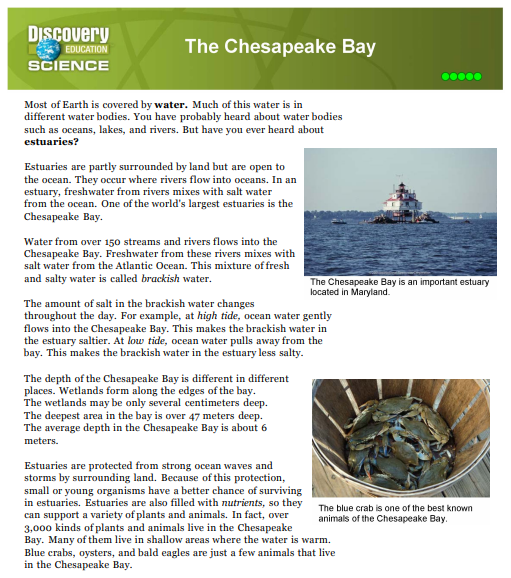 Discovery
EDUCATION
SCIENCE
The Chesapeake Bay
Most of Earth is covered by water. Much of this water is in
different water bodies. You have probably heard about water bodies
such as oceans, lakes, and rivers. But have you ever heard about
estuaries?
Estuaries are partly surrounded by land but are open to
the ocean. They occur where rivers flow into oceans. In an
estuary, freshwater from rivers mixes with salt water
from the ocean. One of the world's largest estuaries is the
Chesapeake Bay.
Water from over 150 streams and rivers flows into the
Chesapeake Bay. Freshwater from these rivers mixes with
salt water from the Atlantic Ocean. This mixture of fresh
and salty water is called brackish water.
The Chesapeake Bay is an important estuary
located in Maryland.
The amount of salt in the brackish water changes
throughout the day. For example, at high tide, ocean water gently
flows into the Chesapeake Bay. This makes the brackish water in
the estuary saltier. At low tide, ocean water pulls away from the
bay. This makes the brackish water in the estuary less salty.
The depth of the Chesapeake Bay is different in different
places. Wetlands form along the edges of the bay.
The wetlands may be only several centimeters deep.
The deepest area in the bay is over 47 meters deep.
The average depth in the Chesapeake Bay is about 6
meters.
Estuaries are protected from strong ocean waves and
storms by surrounding land. Because of this protection,
small or young organisms have a better chance of surviving
in estuaries. Estuaries are also filled with nutrients, so they
can support a variety of plants and animals. In fact, over
3,000 kinds of plants and animals live in the Chesapeake
Bay. Many of them live in shallow areas where the water is warm.
Blue crabs, oysters, and bald eagles are just a few animals that live
in the Chesapeake Bay.
The blue crab is one of the best known
animals of the Chesapeake Bay.